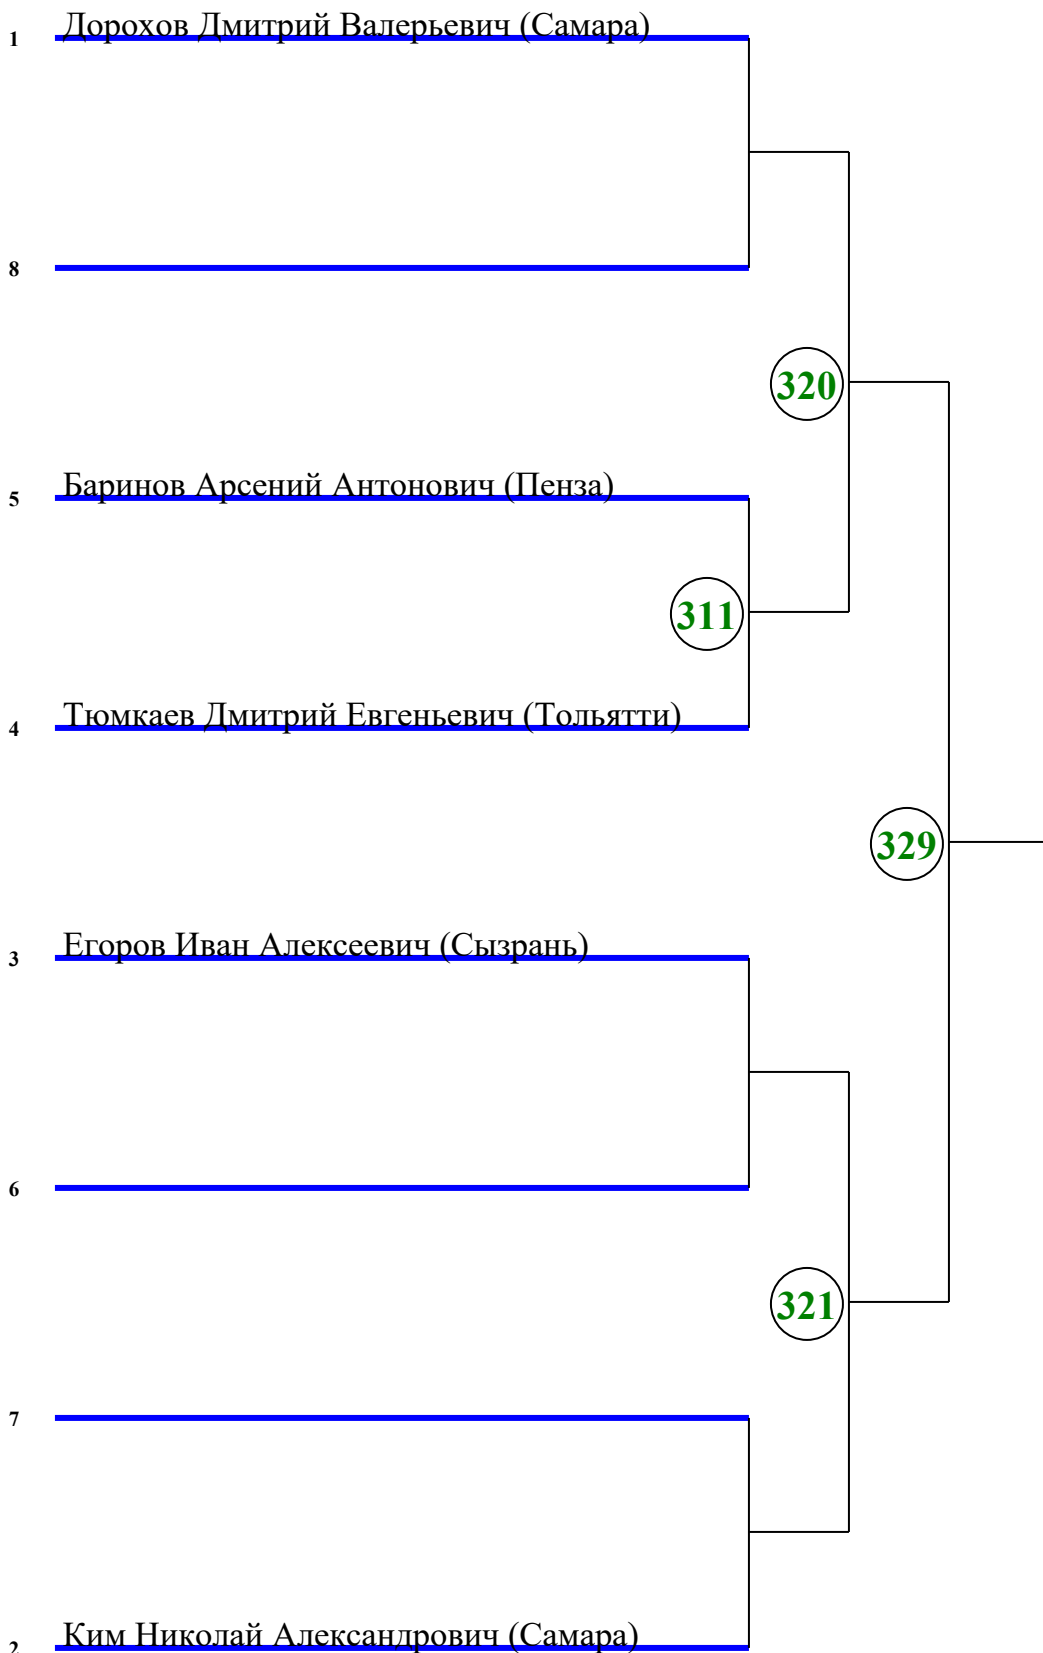 1 Дорохов Дмитрий Валерьевич (Самара)
8
320
5 Баринов Арсений Антонович (Пенза)
311
4 Тюмкаев Дмитрий Евгеньевич (Тольятти)
329
3 Егоров Иван Алексеевич (Сызрань)
6
321
7
2 Ким Николай Александрович (Самара)